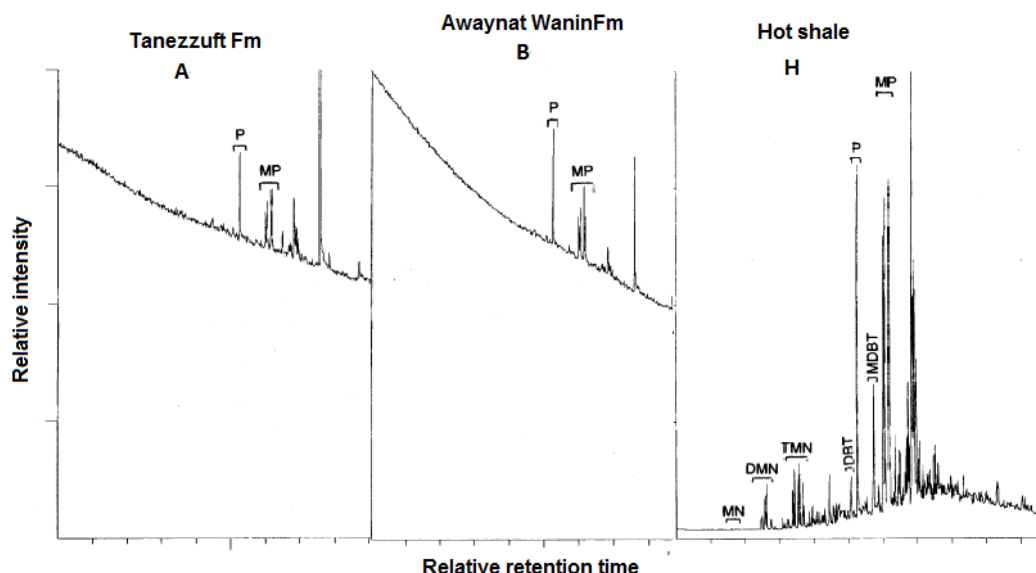 Tanezzuft Fm
A
Awaynat WaninFm
B
Hot shale
H
Relative intensity
P
MP
P
MP
MN
DMN
TMN
DBT
P
MDBT
MP
Relative retention time